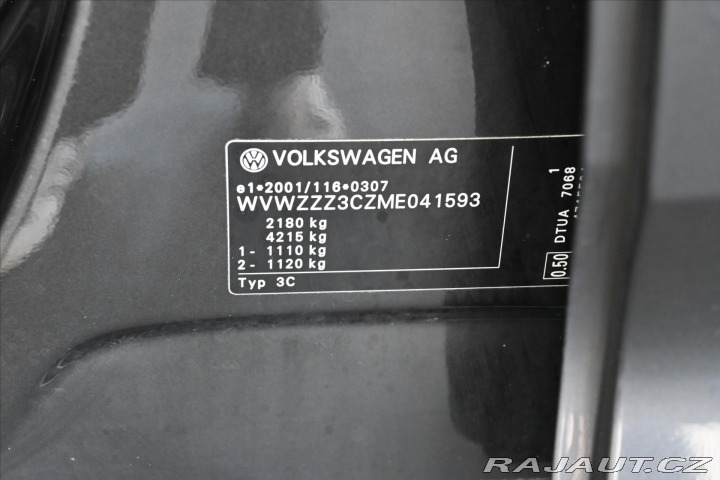 VOLKSWAGEN AG
e1*2001/116*0307
WVWZZZ3CZME041593
2180 kg
4215 kg
1- 1110 kg
2- 1120 kg
Typ 3C
0.50 DTUA 7068
1
RAJAUT.CZ